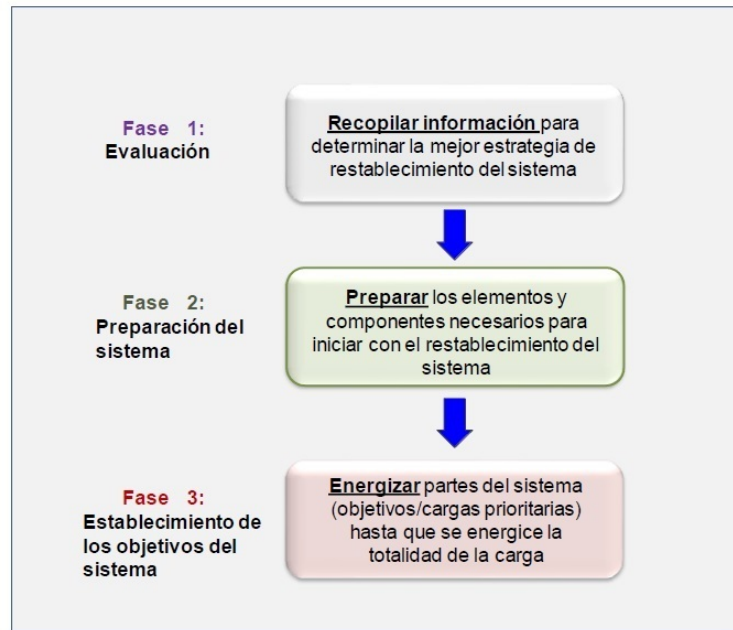 Fase 1:
Evaluación
Recopilar información para
determinar la mejor estrategia de
restablecimiento del sistema
Fase 2:
Preparación del
sistema
Preparar los elementos y
componentes necesarios para
iniciar con el restablecimiento del
sistema
Fase 3:
Establecimiento de
los objetivos del
sistema
Energizar partes del sistema
(objetivos/cargas prioritarias)
hasta que se energice la
totalidad de la carga